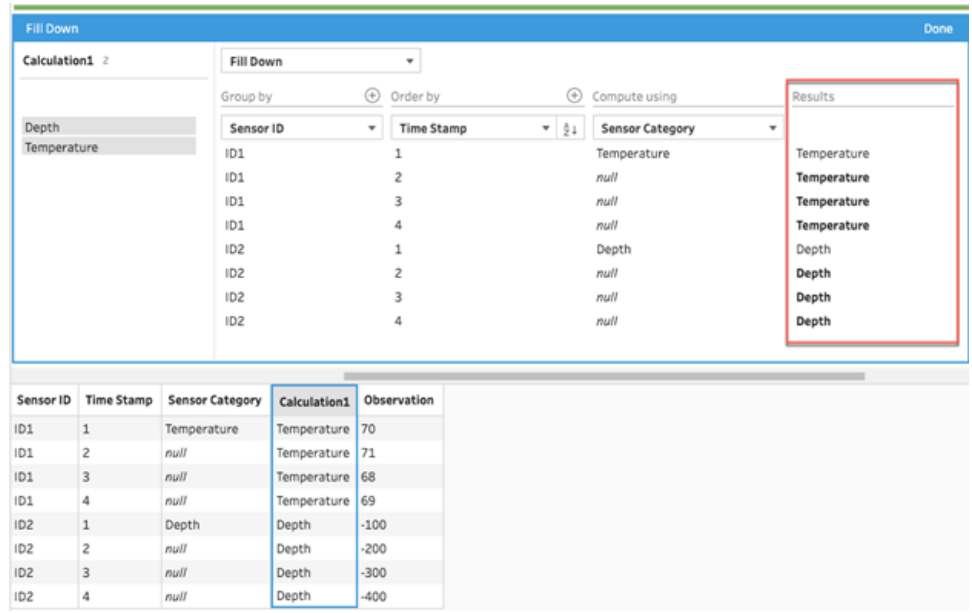 Fill Down Done
Calculation1 2 Fill Down
Group by Order by Compute using Results
Depth Sensor ID Time Stamp Sensor Category
Temperature
ID1 1 Temperature Temperature
ID1 2 null Temperature
ID1 3 null Temperature
ID1 4 null Temperature
ID2 1 Depth Depth
ID2 2 null Depth
ID2 3 null Depth
ID2 4 null Depth
Sensor ID Time Stamp Sensor Category Calculation1 Observation
ID1 1 Temperature Temperature 70
ID1 2 null Temperature 71
ID1 3 null Temperature 68
ID1 4 null Temperature 69
ID2 1 Depth Depth -100
ID2 2 null Depth -200
ID2 3 null Depth -300
ID2 4 null Depth -400